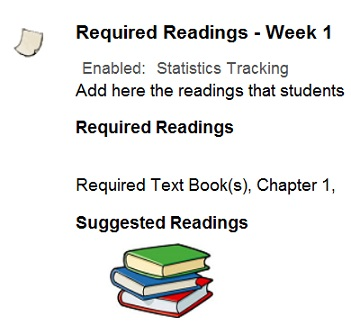 Required Readings - Week 1
Enabled: Statistics Tracking
Add here the readings that students
Required Readings
Required Text Book(s), Chapter 1,
Suggested Readings